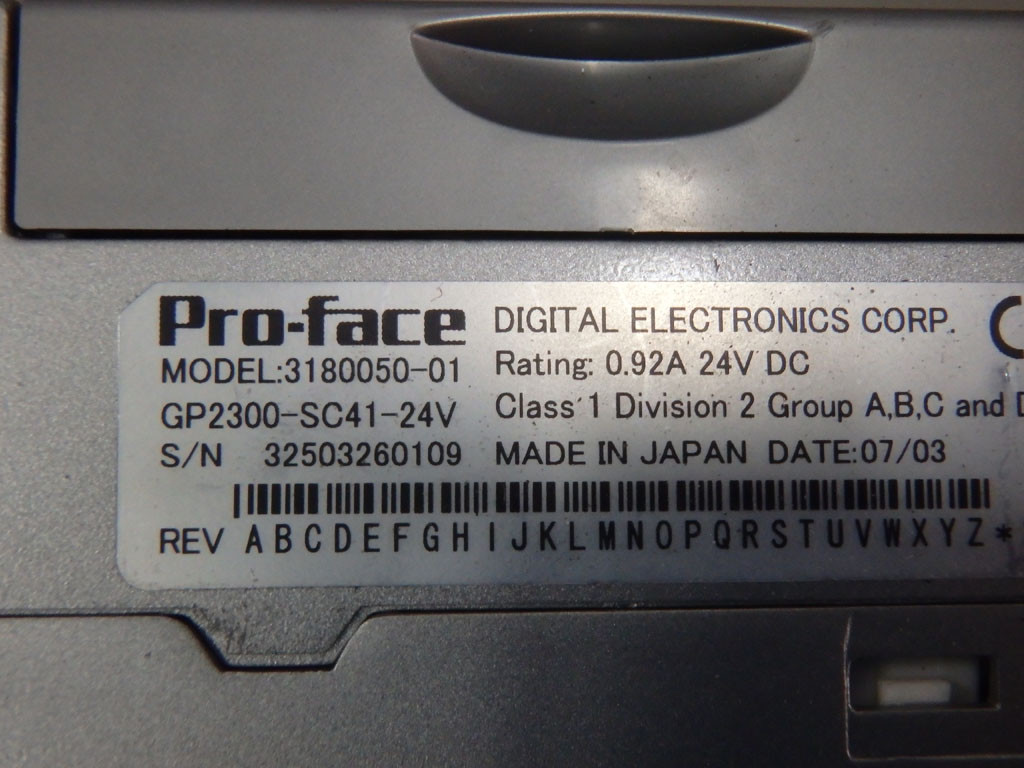 Pro-face DIGITAL ELECTRONICS CORP.
MODEL:3180050-01 Rating: 0.92A 24V DC
GP2300-SC41-24V Class 1 Division 2 Group A,B,C and D
S/N 32503260109 MADE IN JAPAN DATE:07/03
REV A B C D E F G H I J K L M N O P Q R S T U V W X Y Z *